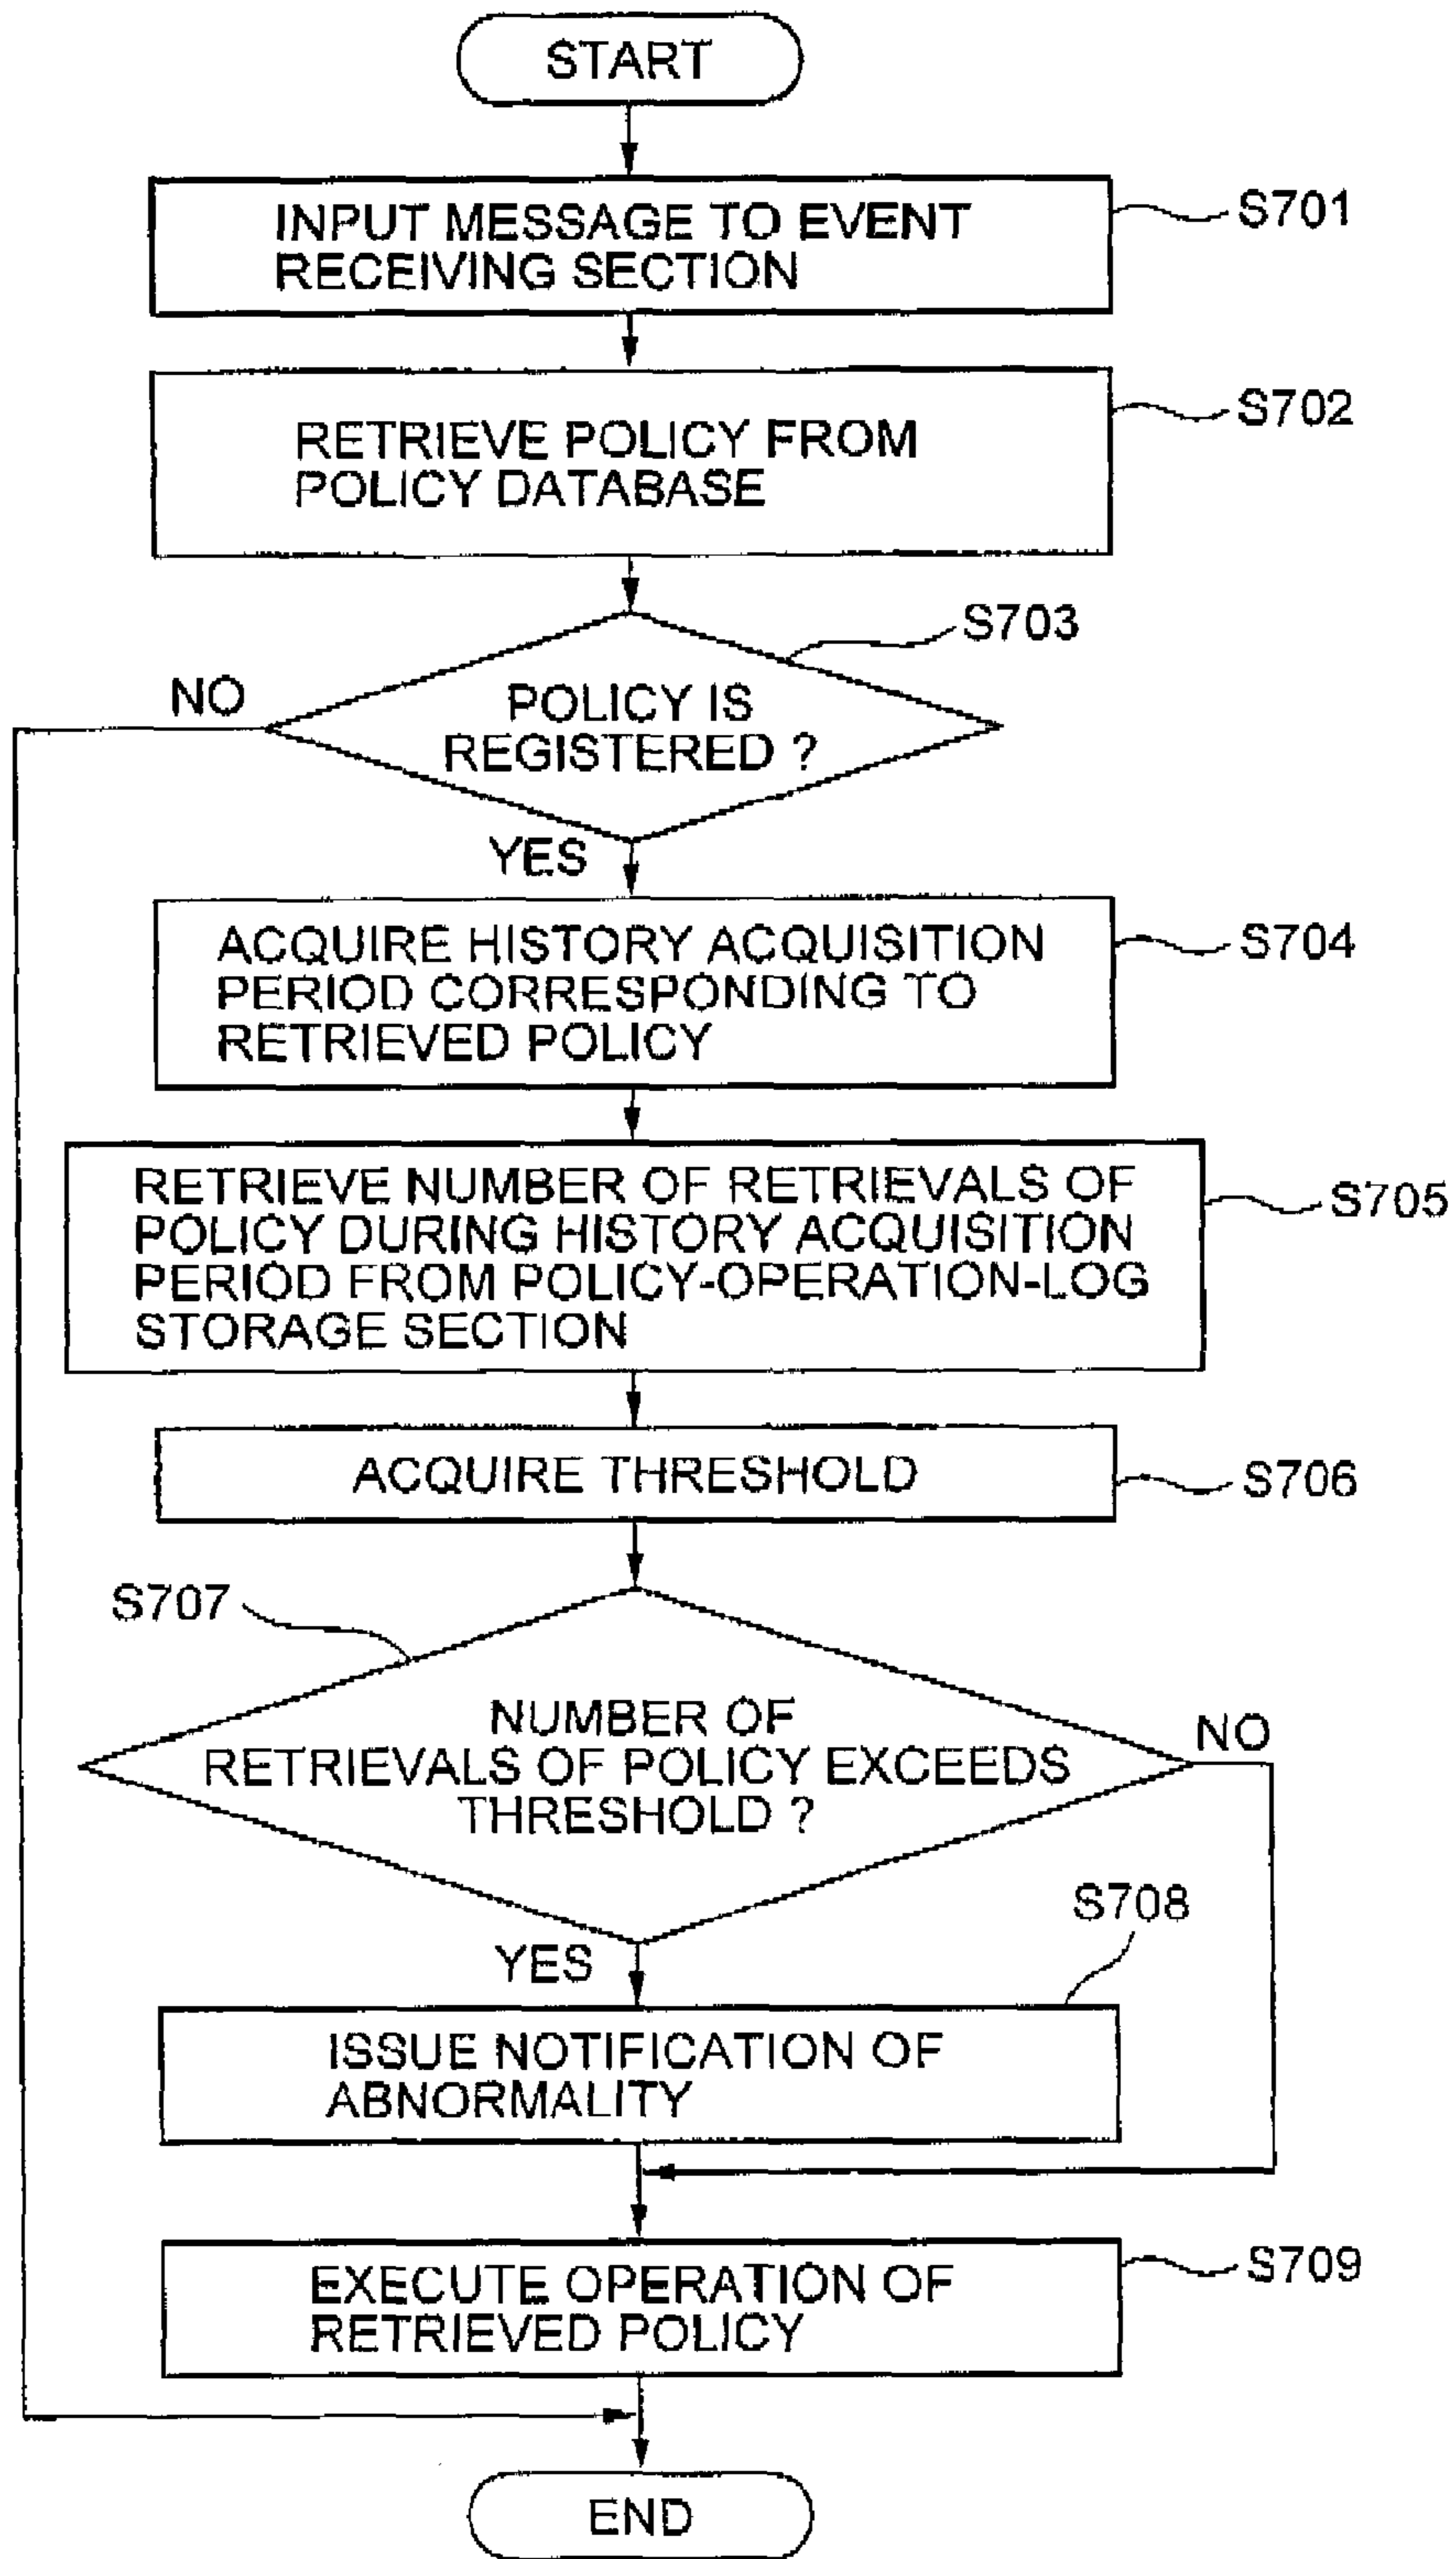 START
INPUT MESSAGE TO EVENT
RECEIVING SECTION
S701
RETRIEVE POLICY FROM
POLICY DATABASE
S702
S703
NO
POLICY IS
REGISTERED ?
YES
ACQUIRE HISTORY ACQUISITION
PERIOD CORRESPONDING TO
RETRIEVED POLICY
S704
RETRIEVE NUMBER OF RETRIEVALS OF
POLICY DURING HISTORY ACQUISITION
PERIOD FROM POLICY-OPERATION-LOG
STORAGE SECTION
S705
ACQUIRE THRESHOLD
S706
S707
NUMBER OF
RETRIEVALS OF POLICY EXCEEDS
THRESHOLD ?
NO
YES
S708
ISSUE NOTIFICATION OF
ABNORMALITY
EXECUTE OPERATION OF
RETRIEVED POLICY
S709
END